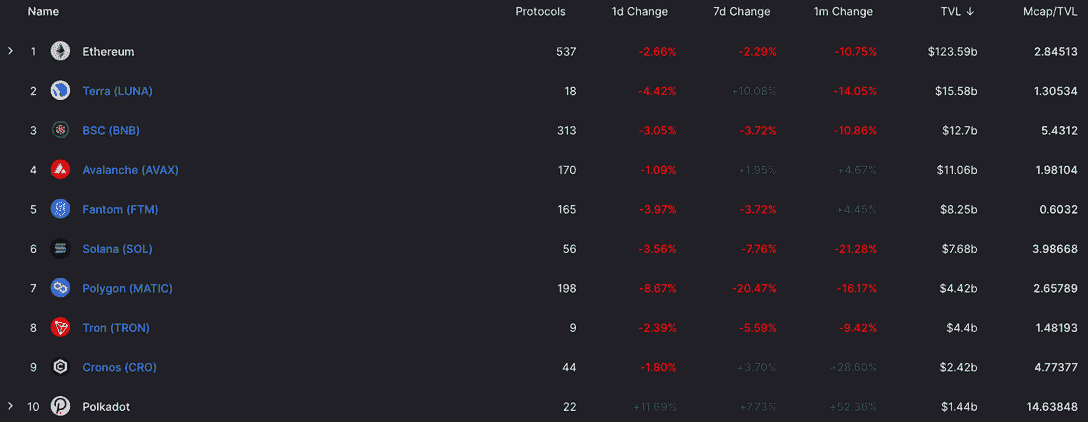 Name Protocols 1d Change 7d Change 1m Change TVL ↓ Mcap/TVL
1 Ethereum 537 -2.66% -2.29% -10.75% $123.59b 2.84513
2 Terra (LUNA) 18 -4.42% +10.08% -14.05% $15.58b 1.30534
3 BSC (BNB) 313 -3.05% -3.72% -10.86% $12.7b 5.4312
4 Avalanche (AVAX) 170 -1.09% +1.95% +4.67% $11.06b 1.98104
5 Fantom (FTM) 165 -3.97% -3.72% +4.45% $8.25b 0.6032
6 Solana (SOL) 56 -3.56% -7.76% -21.28% $7.68b 3.98668
7 Polygon (MATIC) 198 -8.67% -20.47% -16.17% $4.42b 2.65789
8 Tron (TRON) 9 -2.39% -5.59% -9.42% $4.4b 1.48193
9 Cronos (CRO) 44 -1.80% +3.70% +28.60% $2.42b 4.77377
10 Polkadot 22 +11.69% +7.73% +52.36% $1.44b 14.63848